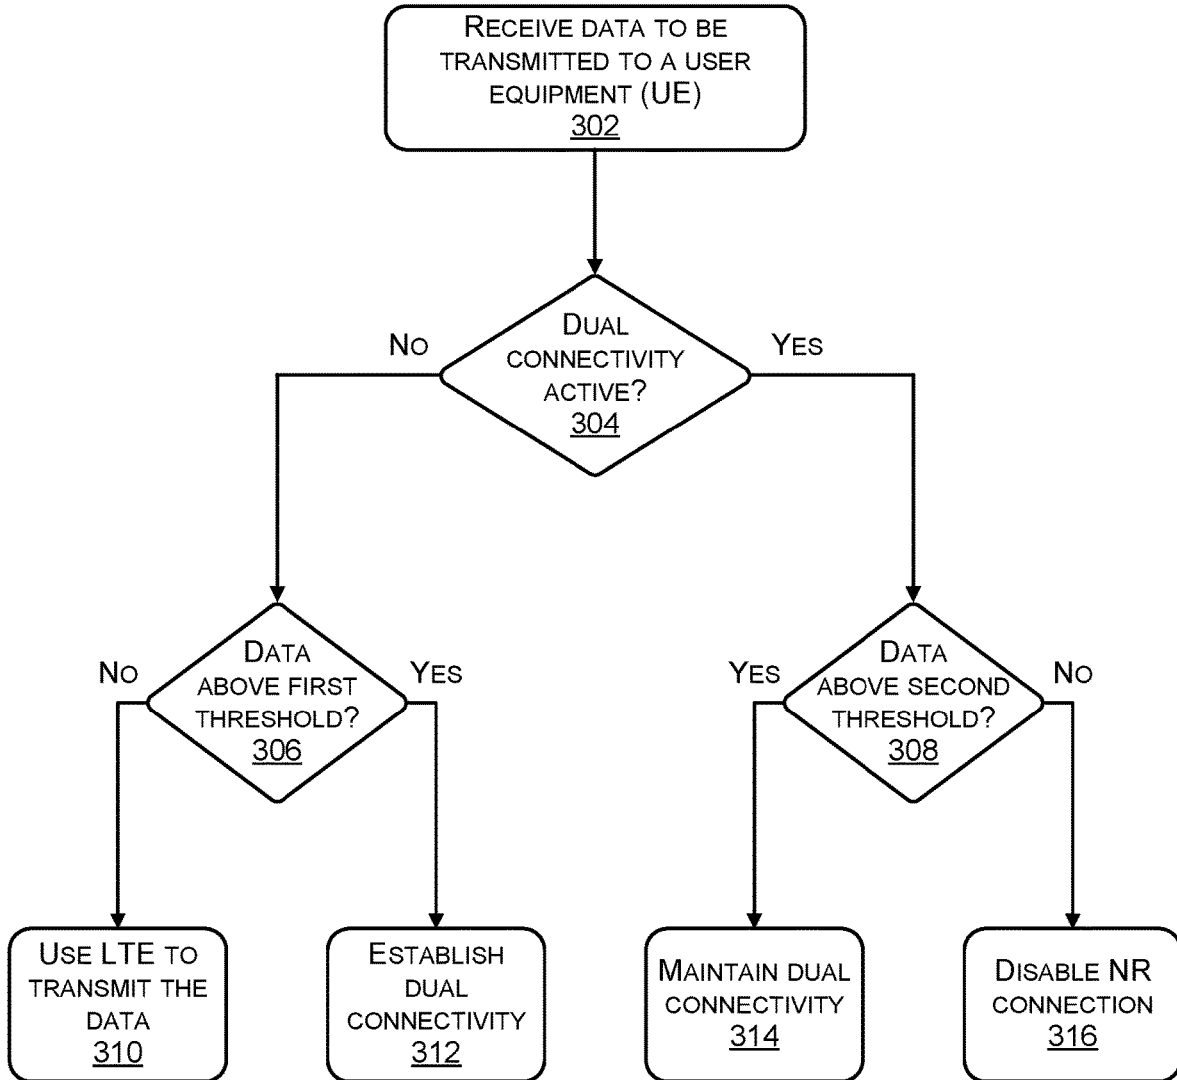 RECEIVE DATA TO BE
TRANSMITTED TO A USER
EQUIPMENT (UE)
302
DUAL
CONNECTIVITY
ACTIVE?
304
NO
YES
DATA
ABOVE FIRST
THRESHOLD?
306
NO
YES
DATA
ABOVE SECOND
THRESHOLD?
308
YES
NO
USE LTE TO
TRANSMIT THE
DATA
310
ESTABLISH
DUAL
CONNECTIVITY
312
MAINTAIN DUAL
CONNECTIVITY
314
DISABLE NR
CONNECTION
316